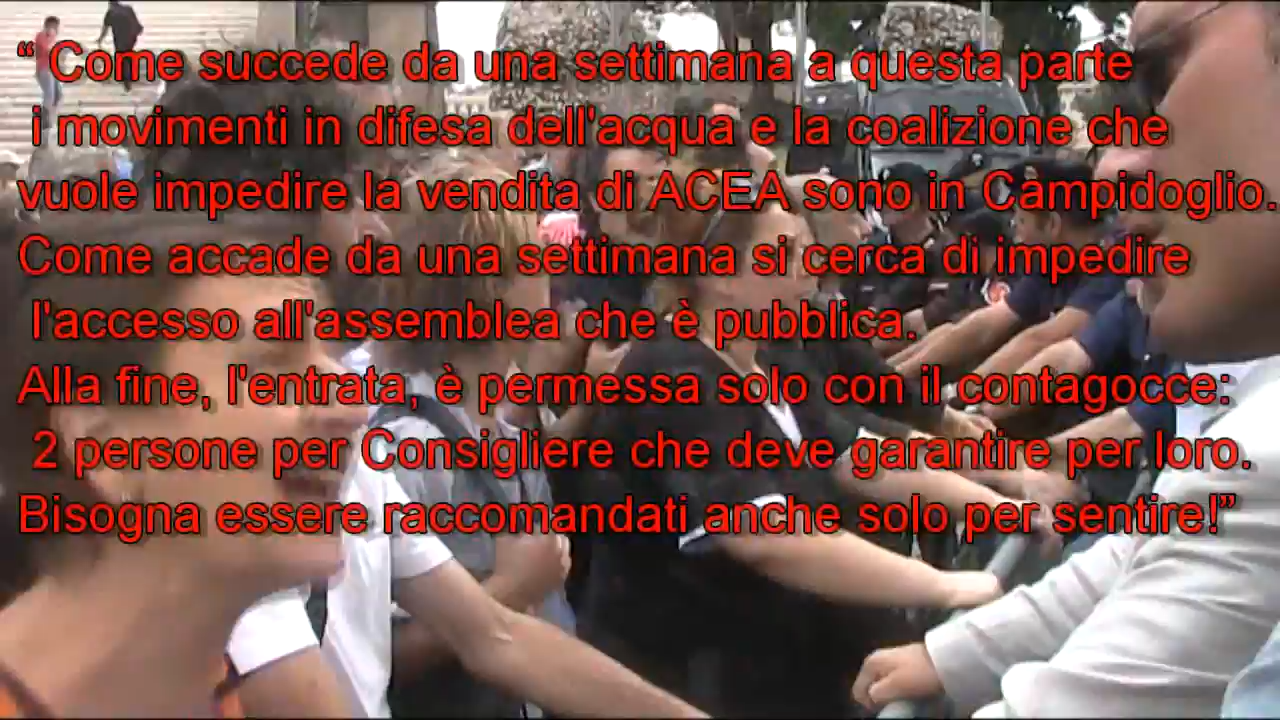 “ Come succede da una settimana a questa parte
i movimenti in difesa dell'acqua e la coalizione che
vuole impedire la vendita di ACEA sono in Campidoglio.
Come accade da una settimana si cerca di impedire
l'accesso all'assemblea che è pubblica.
Alla fine, l'entrata, è permessa solo con il contagocce:
2 persone per Consigliere che deve garantire per loro.
Bisogna essere raccomandati anche solo per sentire!”